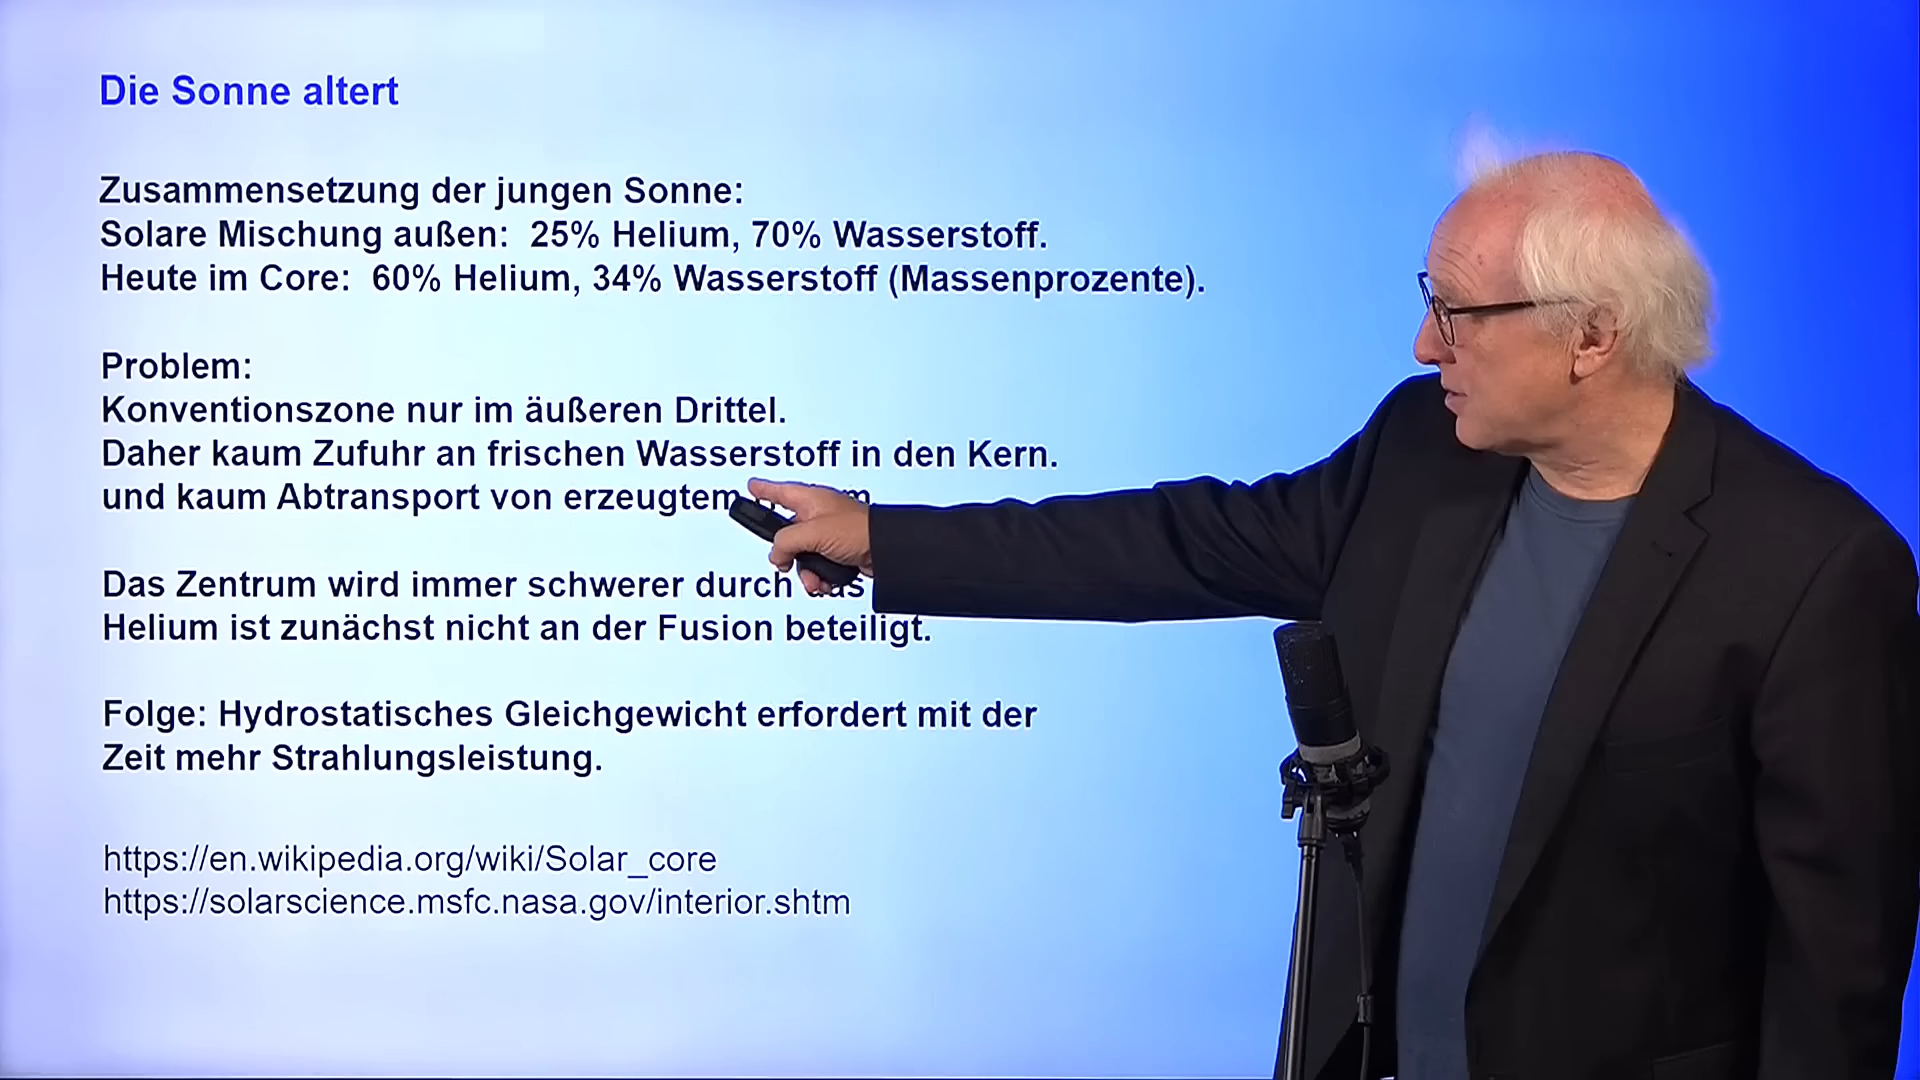 Die Sonne altert
Zusammensetzung der jungen Sonne:
Solare Mischung außen: 25% Helium, 70% Wasserstoff.
Heute im Core: 60% Helium, 34% Wasserstoff (Massenprozente).
Problem:
Konventionszone nur im äußeren Drittel.
Daher kaum Zufuhr an frischen Wasserstoff in den Kern.
und kaum Abtransport von erzeugtem
Das Zentrum wird immer schwerer durch das
Helium ist zunächst nicht an der Fusion beteiligt.
Folge: Hydrostatisches Gleichgewicht erfordert mit der
Zeit mehr Strahlungsleistung.
https://en.wikipedia.org/wiki/Solar_core
https://solarscience.msfc.nasa.gov/interior.shtm